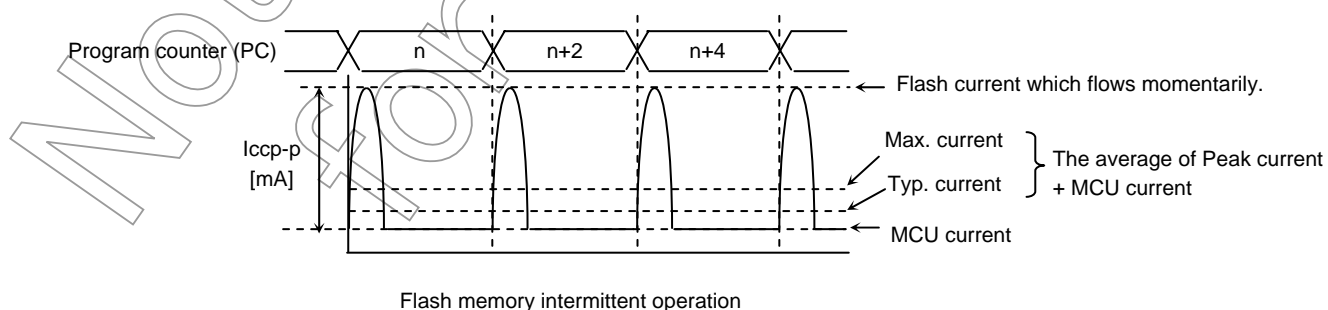 Program counter (PC)
n
n+2
n+4
Flash current which flows momentarily.
Iccp-p
[mA]
Max. current
Typ. current
The average of Peak current
+ MCU current
MCU current
Flash memory intermittent operation